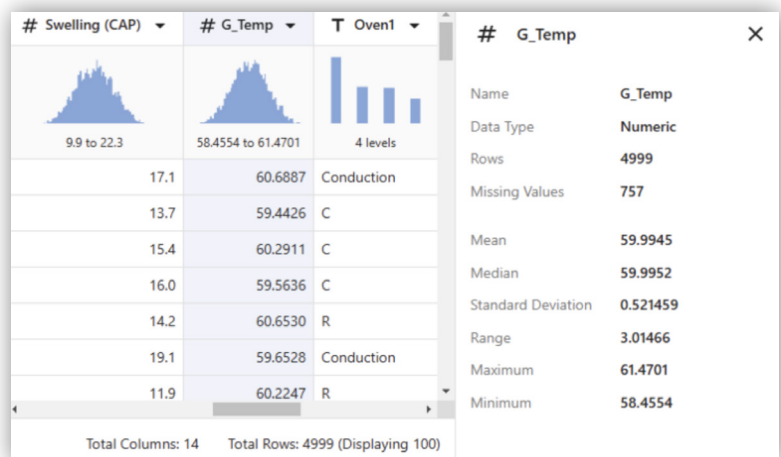 # Swelling (CAP) # G_Temp T Oven1
9.9 to 22.3 58.4554 to 61.4701 4 levels
17.1 60.6887 Conduction
13.7 59.4426 C
15.4 60.2911 C
16.0 59.5636 C
14.2 60.6530 R
19.1 59.6528 Conduction
11.9 60.2247 R
Total Columns: 14 Total Rows: 4999 (Displaying 100)
# G_Temp
Name G_Temp
Data Type Numeric
Rows 4999
Missing Values 757
Mean 59.9945
Median 59.9952
Standard Deviation 0.521459
Range 3.01466
Maximum 61.4701
Minimum 58.4554